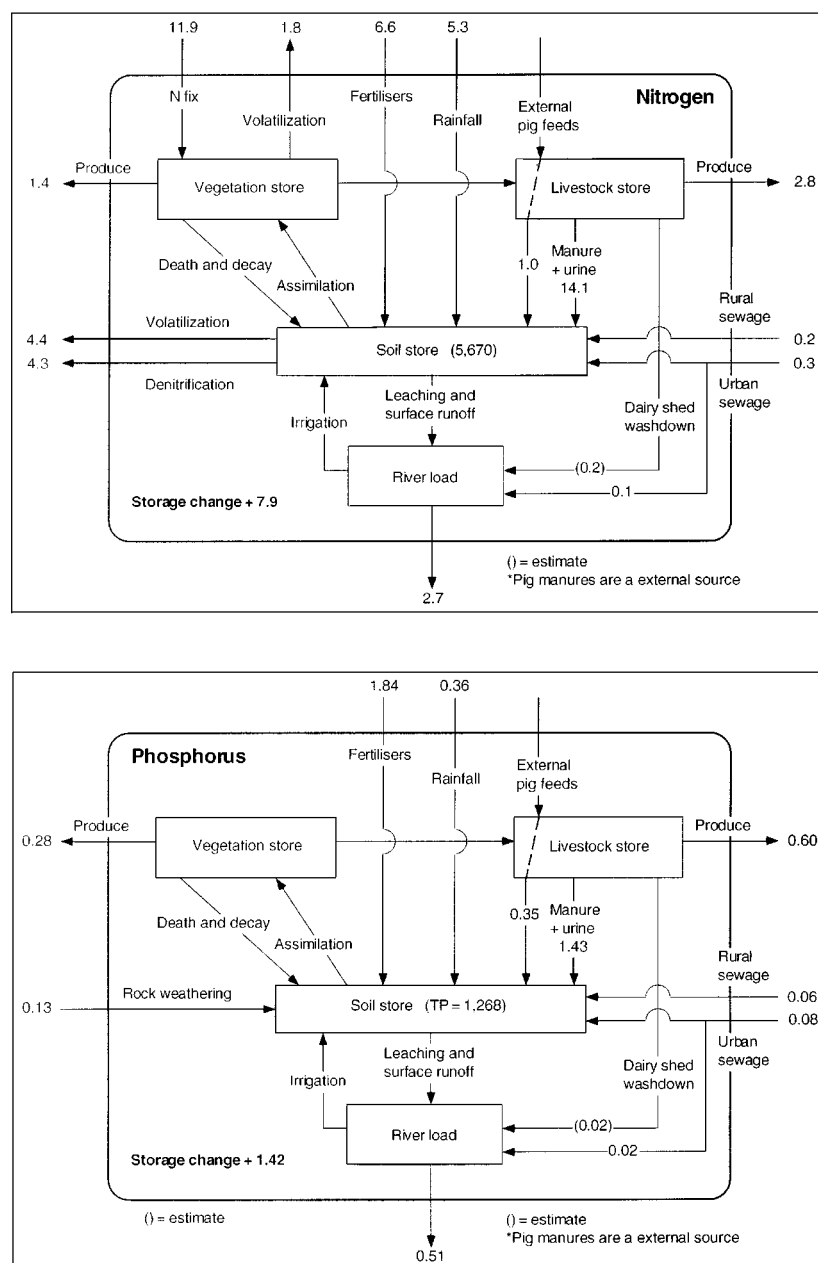 11.9
1.8
6.6
5.3
N fix
Volatilization
Fertilisers
Rainfall
External
pig feeds
Nitrogen
Produce
1.4
Vegetation store
Livestock store
Produce
2.8
Death and decay
Assimilation
1.0
Manure
+ urine
14.1
Rural
sewage
0.2
Volatilization
4.4
Soil store (5,670)
4.3
Denitrification
0.3
Urban
sewage
Leaching and
surface runoff
Irrigation
Dairy shed
washdown
River load
(0.2)
0.1
Storage change + 7.9
2.7
() = estimate
*Pig manures are a external source
1.84
0.36
Phosphorus
Fertilisers
Rainfall
External
pig feeds
Produce
0.28
Vegetation store
Livestock store
Produce
0.60
Death and decay
Assimilation
0.35
Manure
+ urine
1.43
Rural
sewage
0.06
Rock weathering
0.13
Soil store (TP = 1,268)
0.08
Urban
sewage
Leaching and
surface runoff
Irrigation
Dairy shed
washdown
River load
(0.02)
0.02
Storage change + 1.42
() = estimate
0.51
() = estimate
*Pig manures are a external source